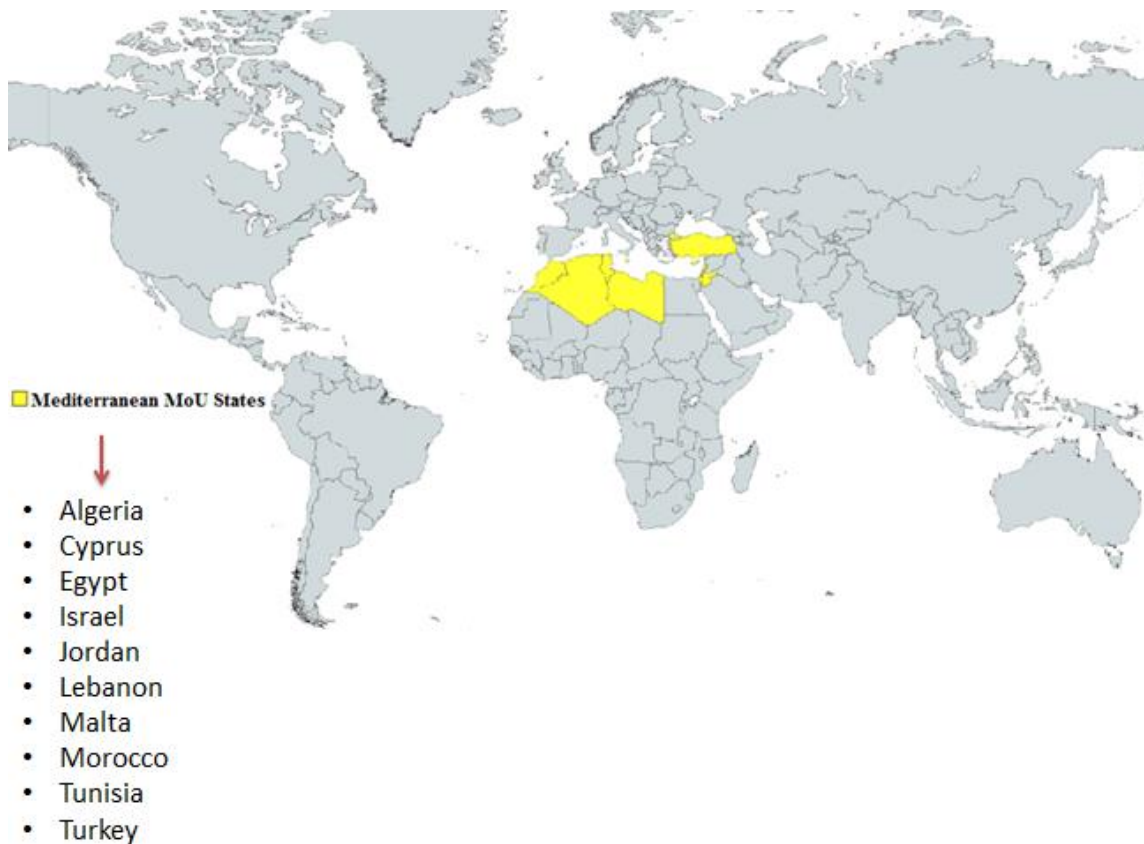 Mediterranean MoU States
• Algeria
• Cyprus
• Egypt
• Israel
• Jordan
• Lebanon
• Malta
• Morocco
• Tunisia
• Turkey